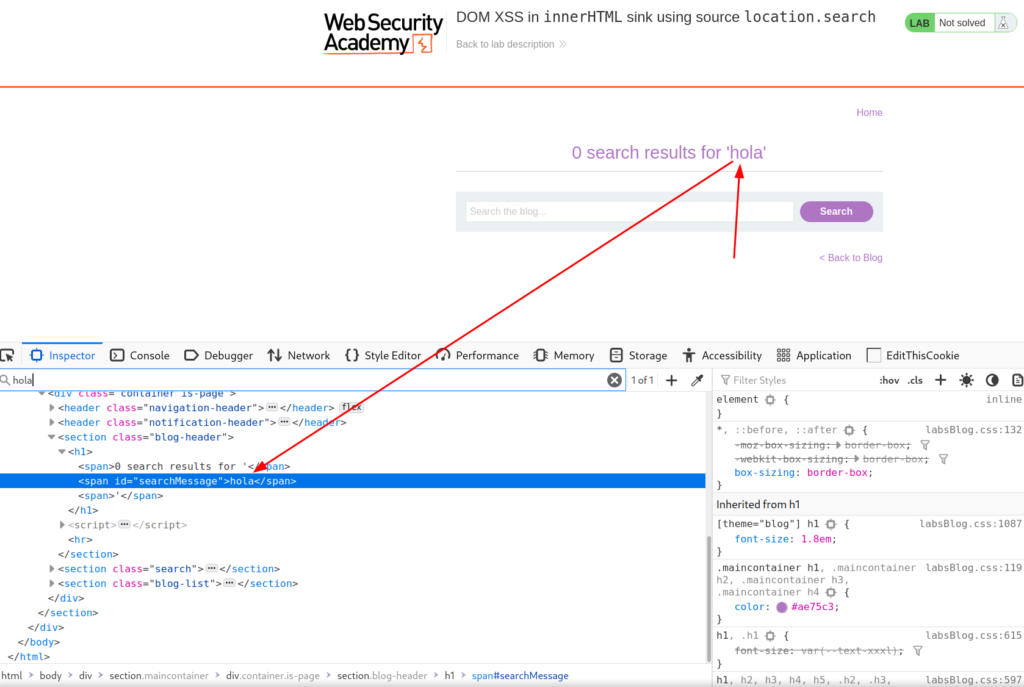 Web Security
Academy
DOM XSS in innerHTML sink using source location.search
Back to lab description
LAB Not solved
Home
0 search results for 'hola'
Search the blog...
Search
< Back to Blog
Inspector Console Debugger Network Style Editor Performance Memory Storage Accessibility Application EditThisCookie
hola
1 of 1
Filter Styles
:hov .cls
<div class="container is-page">
<header class="navigation-header"></header> flex
<header class="notification-header"></header>
<section class="blog-header">
<h1>
<span>0 search results for '</span>
<span id="searchMessage">hola</span>
<span>'</span>
</h1>
<script></script>
<hr>
</section>
<section class="search"></section>
<section class="blog-list"></section>
</div>
</section>
</div>
</body>
</html>
html > body > div > section.maincontainer > div.container.is-page > section.blog-header > h1 > span#searchMessage
element { inline
}
*, ::before, ::after { labsBlog.css:132
-moz-box-sizing: border-box;
-webkit-box-sizing: border-box;
box-sizing: border-box;
}
Inherited from h1
[theme="blog"] h1 { labsBlog.css:1087
font-size: 1.8em;
}
.maincontainer h1, .maincontainer labsBlog.css:119
h2, .maincontainer h3,
.maincontainer h4 {
color: #ae75c3;
}
h1, .h1 { labsBlog.css:615
font-size: var(--text-xxxl);
}
h1, h2, h3, h4, h5, .h2, .h3, labsBlog.css:597